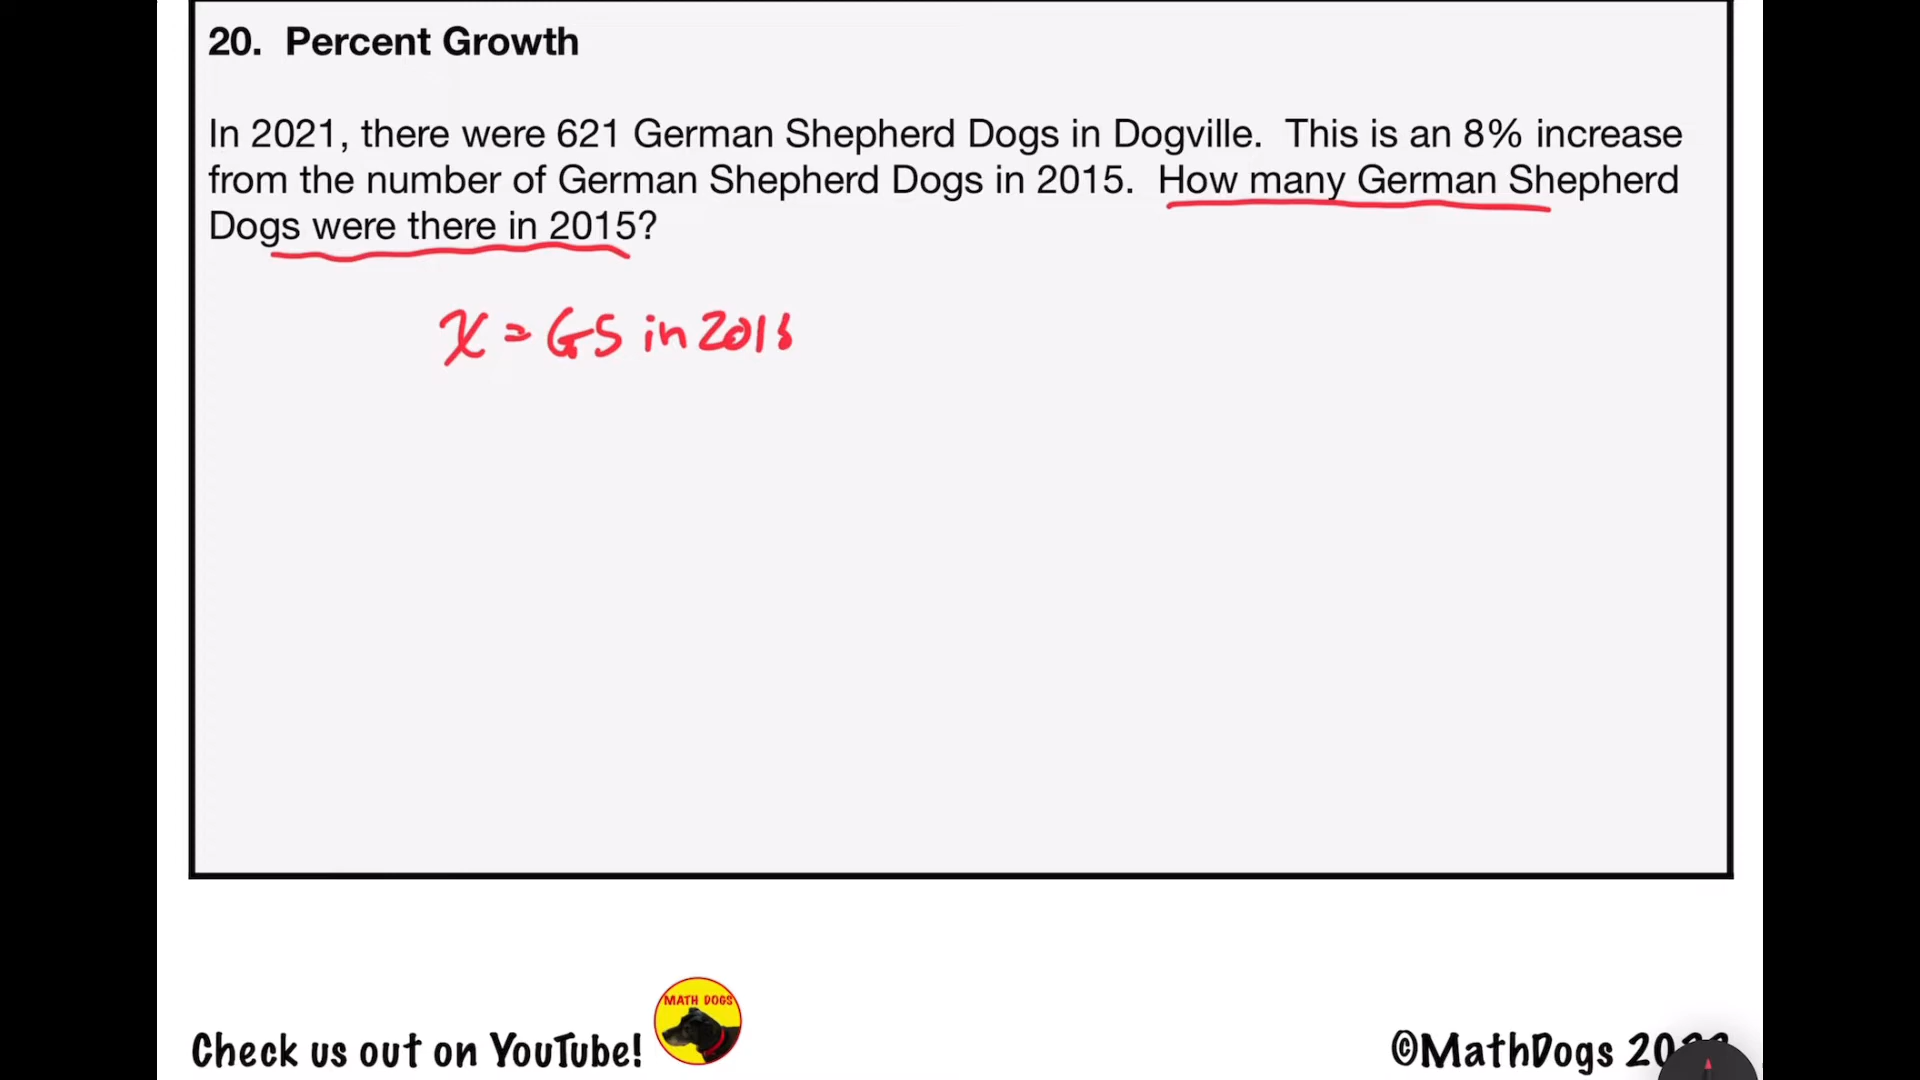 20. Percent Growth
In 2021, there were 621 German Shepherd Dogs in Dogville. This is an 8% increase
from the number of German Shepherd Dogs in 2015. How many German Shepherd
Dogs were there in 2015?
x = GS in 2015
MATH DOGS
Check us out on YouTube!
©MathDogs